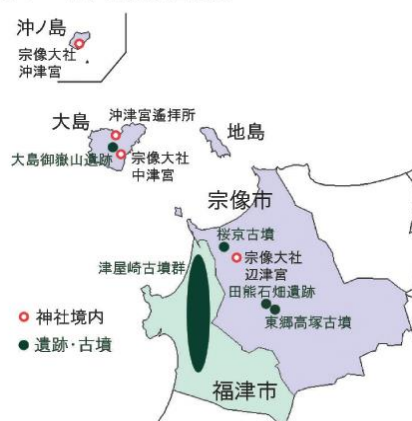 沖ノ島
宗像大社
沖津宮
沖津宮遙拝所
大島
地島
大島御嶽山遺跡
宗像大社
中津宮
宗像市
桜京古墳
宗像大社
辺津宮
津屋崎古墳群
田熊石畑遺跡
東郷高塚古墳
神社境内
遺跡・古墳
福津市